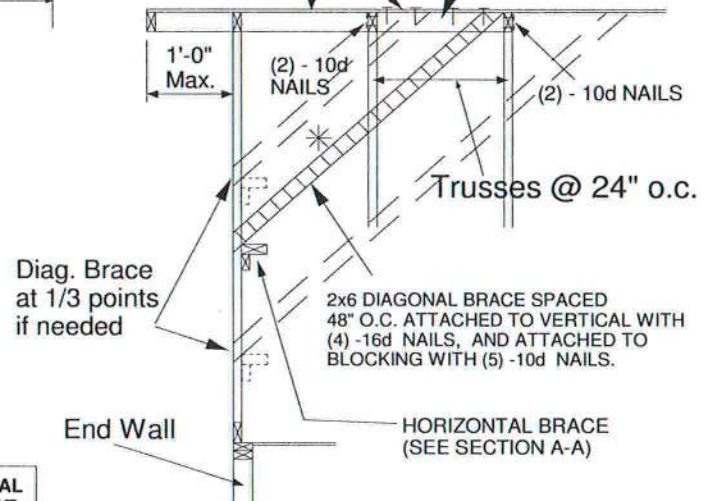 1'-0"
Max.
(2) - 10d
NAILS
(2) - 10d NAILS
Trusses @ 24" o.c.
Diag. Brace
at 1/3 points
if needed
2x6 DIAGONAL BRACE SPACED
48" O.C. ATTACHED TO VERTICAL WITH
(4) -16d NAILS, AND ATTACHED TO
BLOCKING WITH (5) -10d NAILS.
HORIZONTAL BRACE
(SEE SECTION A-A)
End Wall